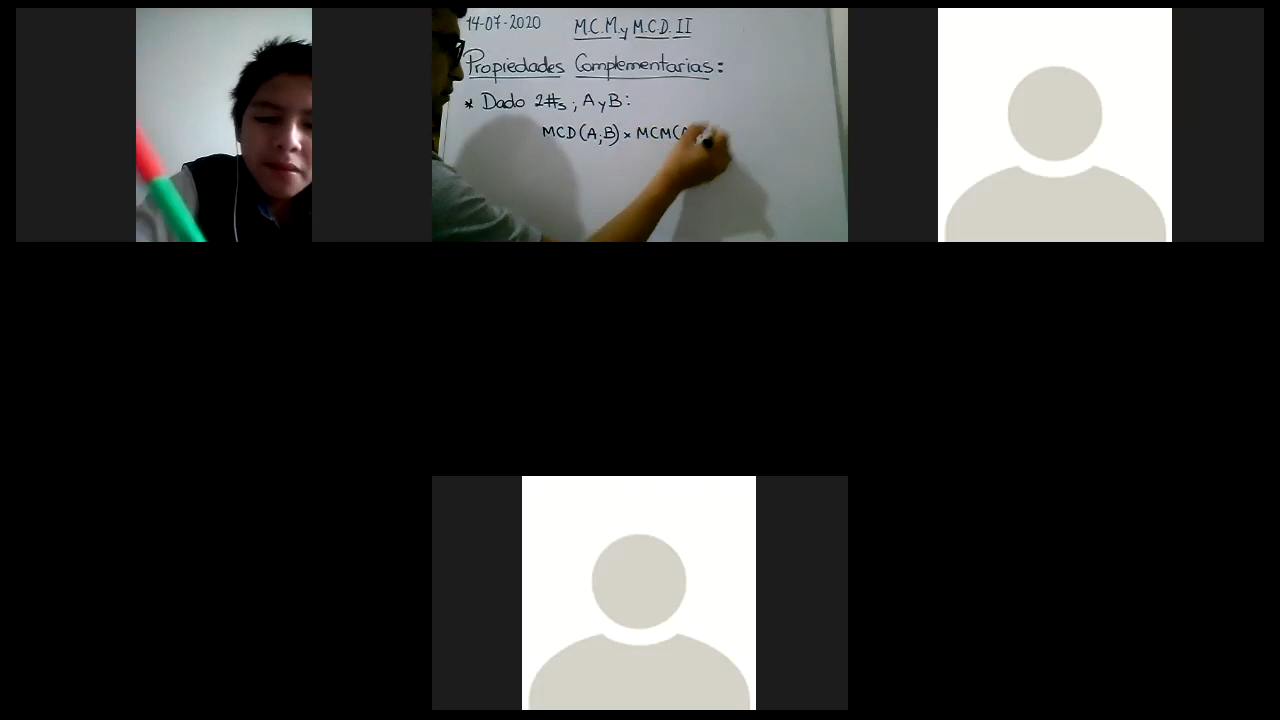 14-07-2020 M.C.M. y M.C.D. II
Propiedades Complementarias:
* Dado 2#s, A y B:
MCD(A;B) × MCM(